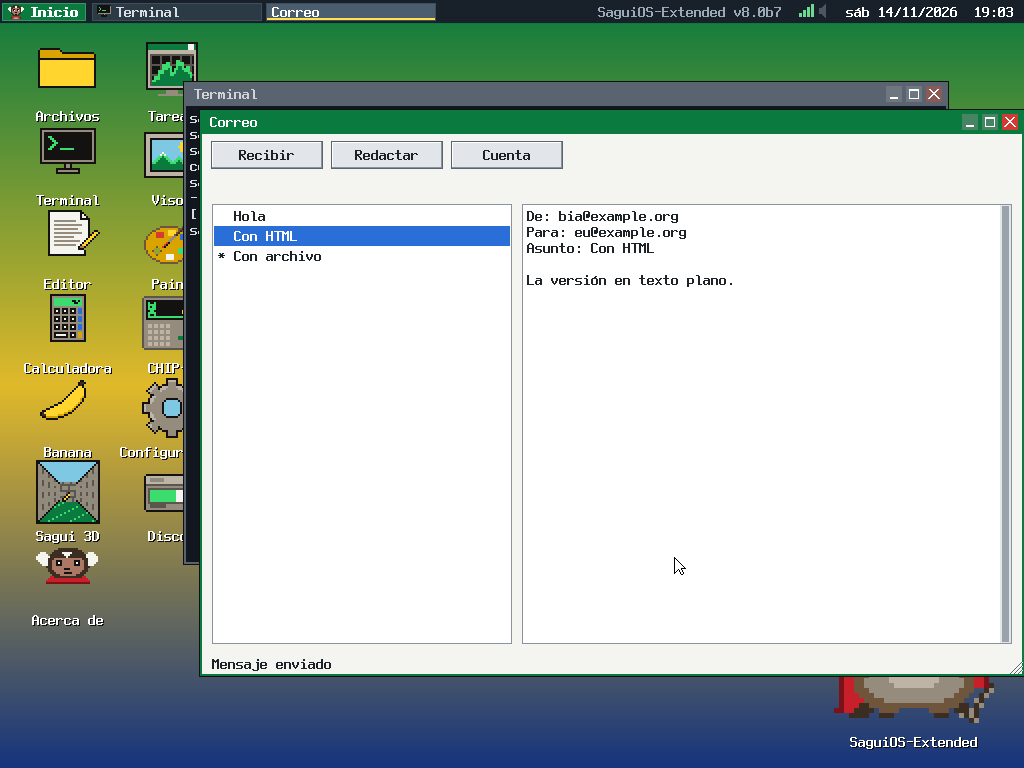 Inicio
Terminal
Correo
SaguiOS-Extended v8.0b7
sáb 14/11/2026 19:03
Archivos
Terminal
Editor
Calculadora
Banana
Sagui 3D
Acerca de
Terminal
Correo
Recibir
Redactar
Cuenta
Hola
Con HTML
* Con archivo
De: bia@example.org
Para: eu@example.org
Asunto: Con HTML
La versión en texto plano.
Mensaje enviado
SaguiOS-Extended